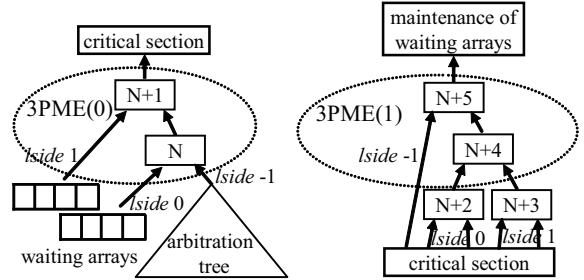 critical section
N+1
3PME(0)
lside 1
N
lside -1
lside 0
waiting arrays
arbitration
tree
maintenance of
waiting arrays
N+5
3PME(1)
N+4
lside -1
N+2
N+3
lside 0
lside 1
critical section